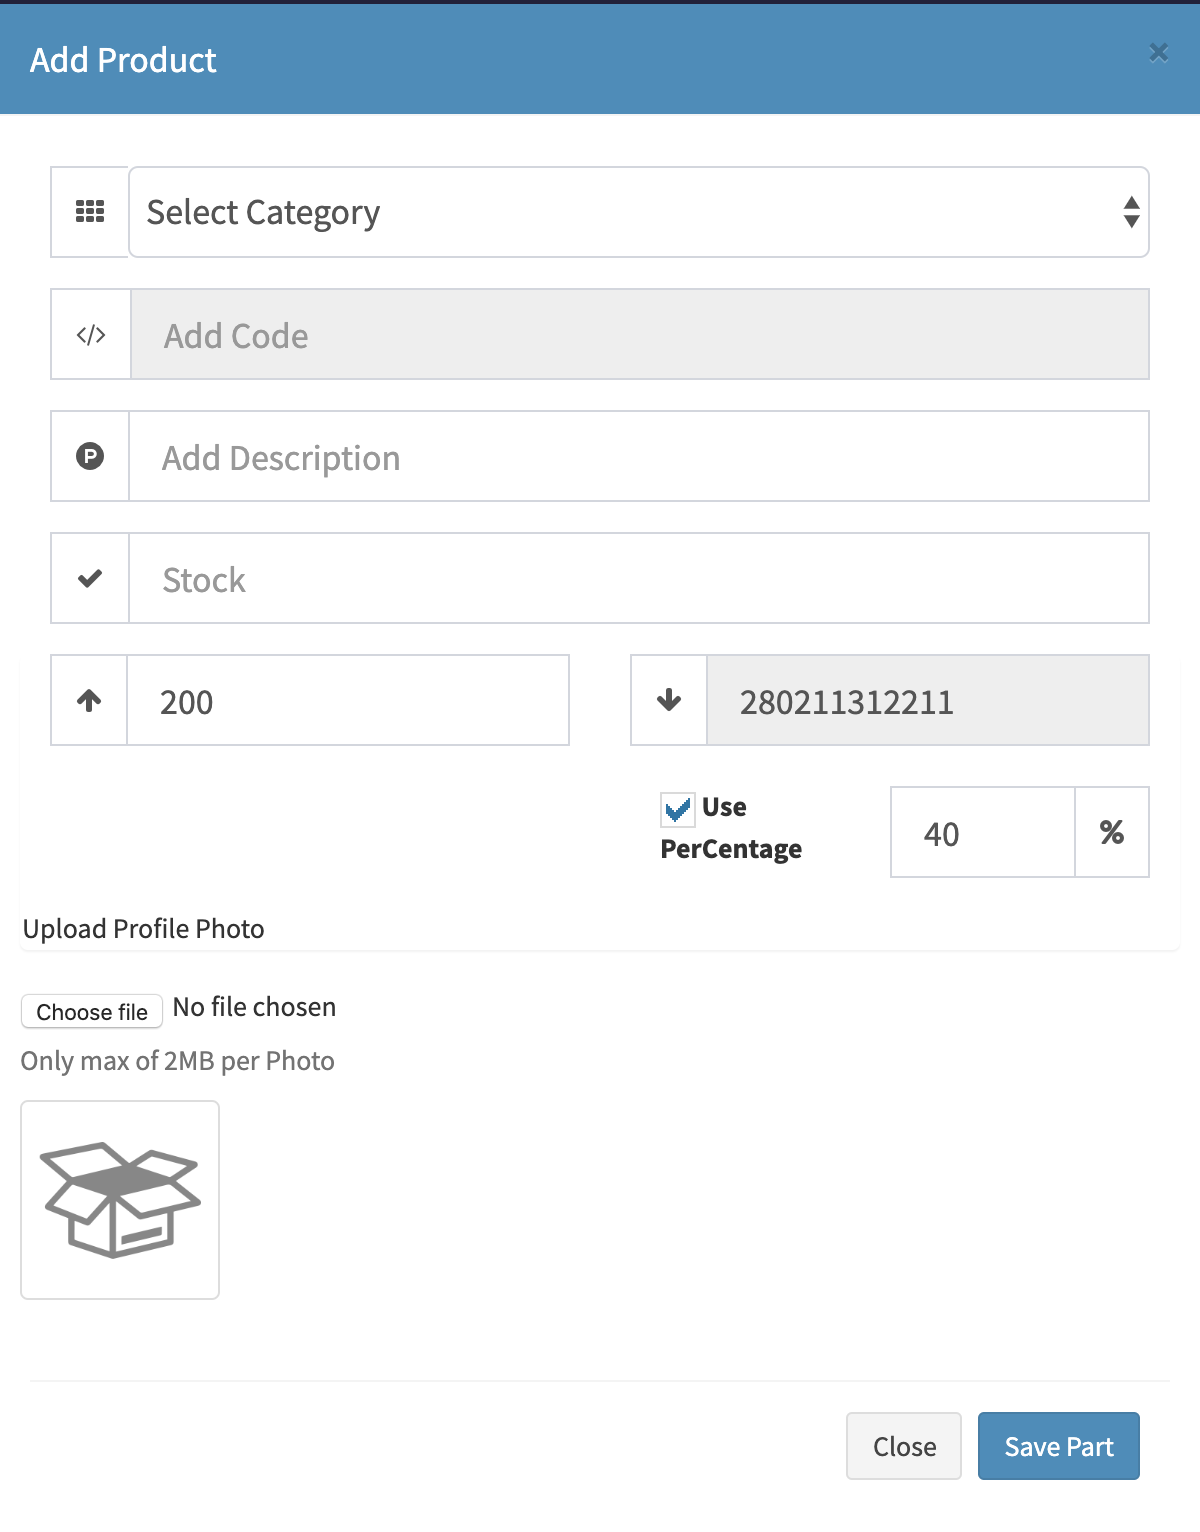 Add Product
×
Select Category
</> Add Code
P Add Description
Stock
200
280211312211
Use
PerCentage
40 %
Upload Profile Photo
Choose file No file chosen
Only max of 2MB per Photo
Close Save Part